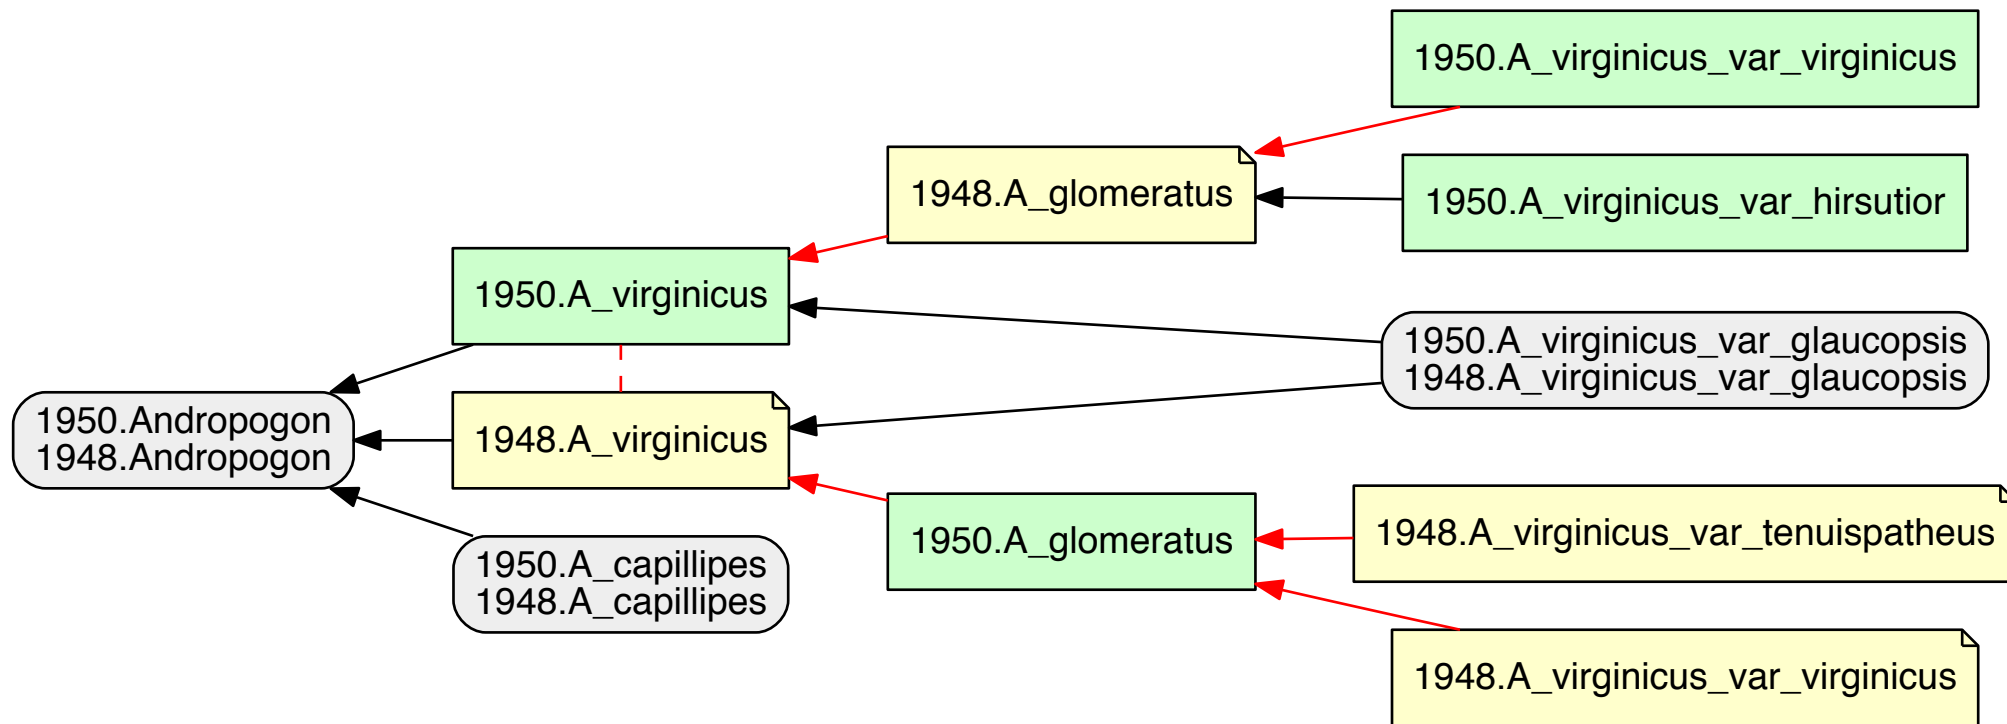 1950.A_virginicus_var_virginicus
1948.A_glomeratus
1950.A_virginicus_var_hirsutior
1950.A_virginicus
1950.A_virginicus_var_glaucopsis
1948.A_virginicus_var_glaucopsis
1950.Andropogon
1948.Andropogon
1948.A_virginicus
1950.A_glomeratus
1948.A_virginicus_var_tenuispatheus
1950.A_capillipes
1948.A_capillipes
1948.A_virginicus_var_virginicus